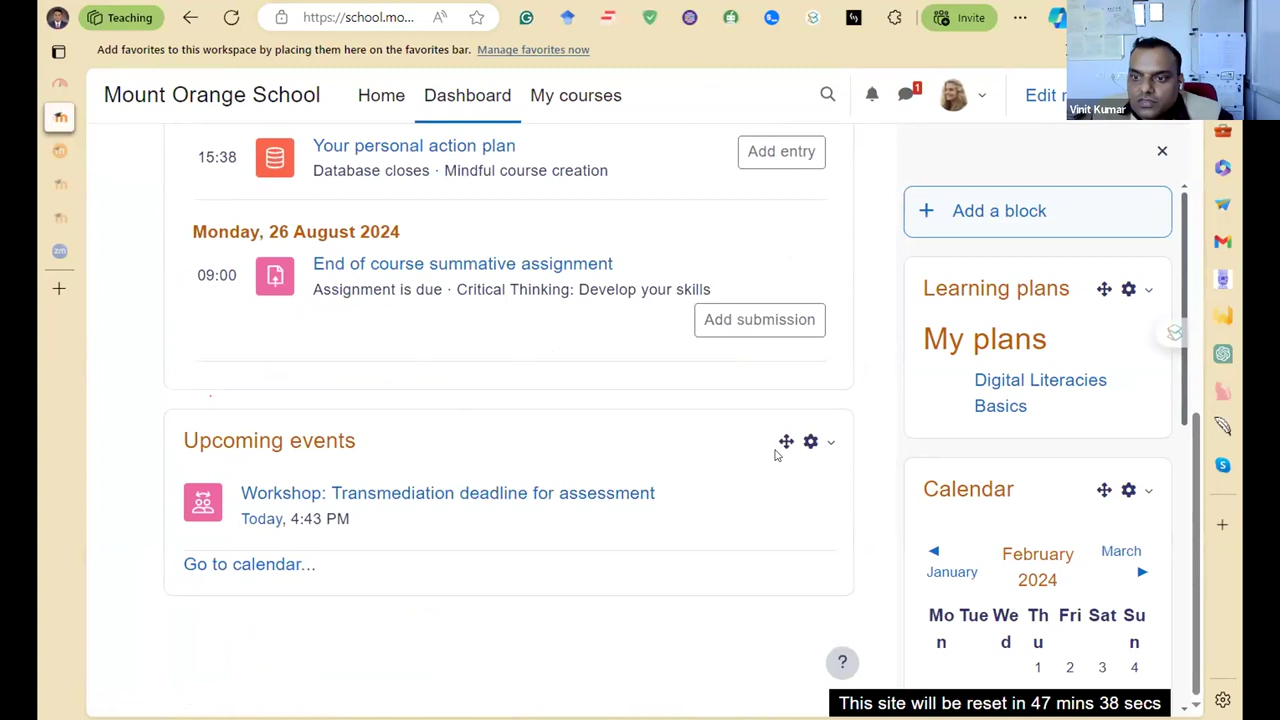 Teaching
https://school.mo...
Invite
Add favorites to this workspace by placing them here on the favorites bar. Manage favorites now
Vinit Kumar
Mount Orange School
Home
Dashboard
My courses
1
Edit
15:38
Your personal action plan
Database closes · Mindful course creation
Add entry
Monday, 26 August 2024
09:00
End of course summative assignment
Assignment is due · Critical Thinking: Develop your skills
Add submission
Upcoming events
Workshop: Transmediation deadline for assessment
Today, 4:43 PM
Go to calendar...
+ Add a block
Learning plans
My plans
Digital Literacies
Basics
Calendar
◄
January
February
2024
March
►
Mo Tue We Th Fri Sat Su
n d u n
1 2 3 4
?
This site will be reset in 47 mins 38 secs
zm